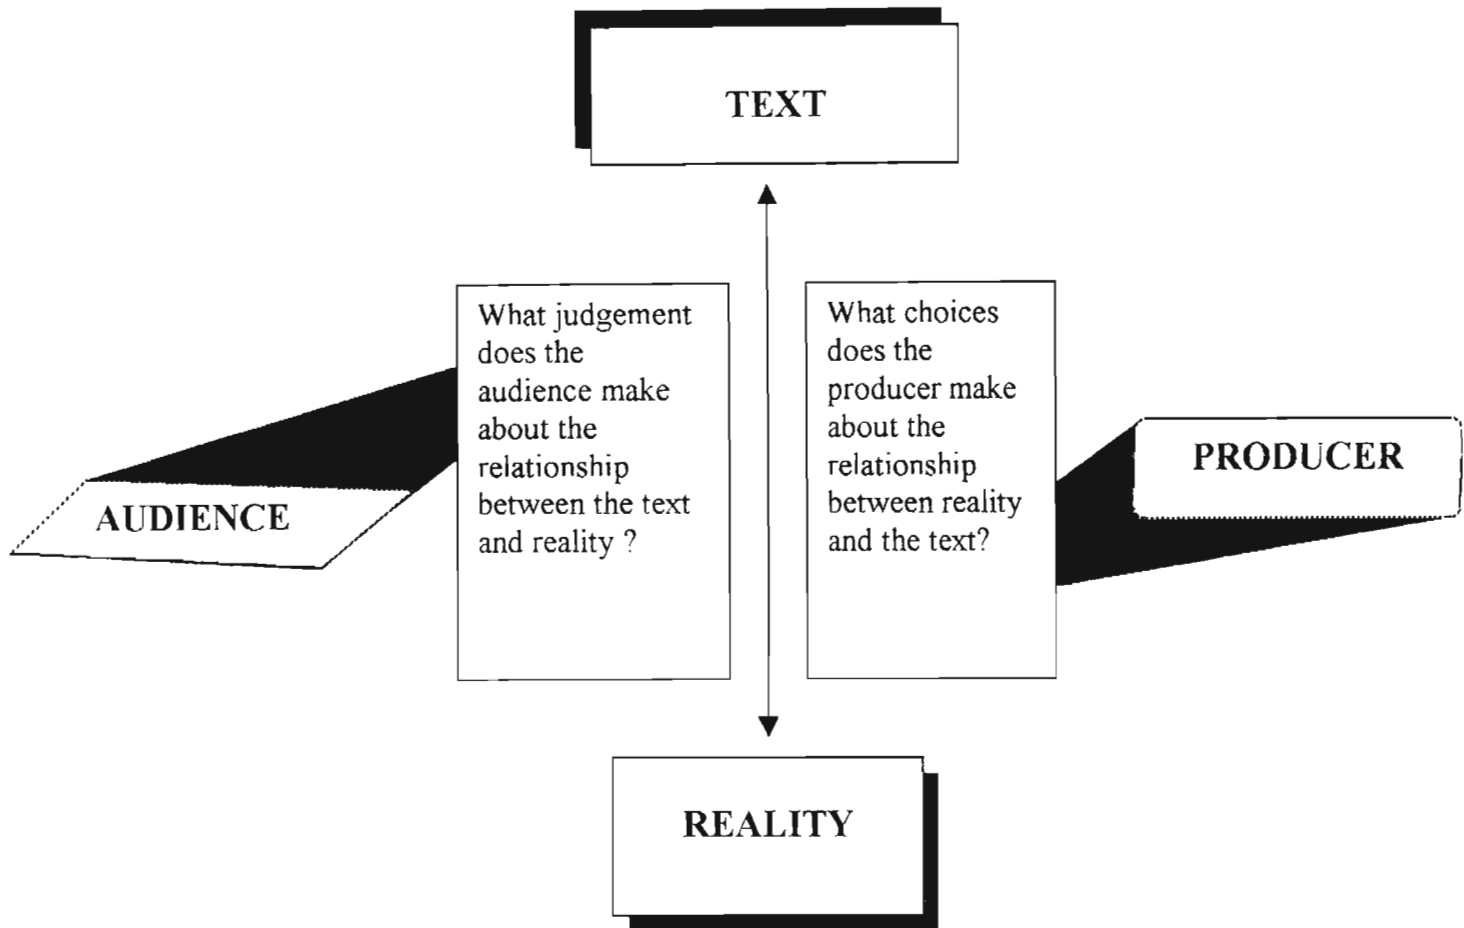 TEXT
What judgement
does the
audience make
about the
relationship
between the text
and reality ?
What choices
does the
producer make
about the
relationship
between reality
and the text?
AUDIENCE
PRODUCER
REALITY